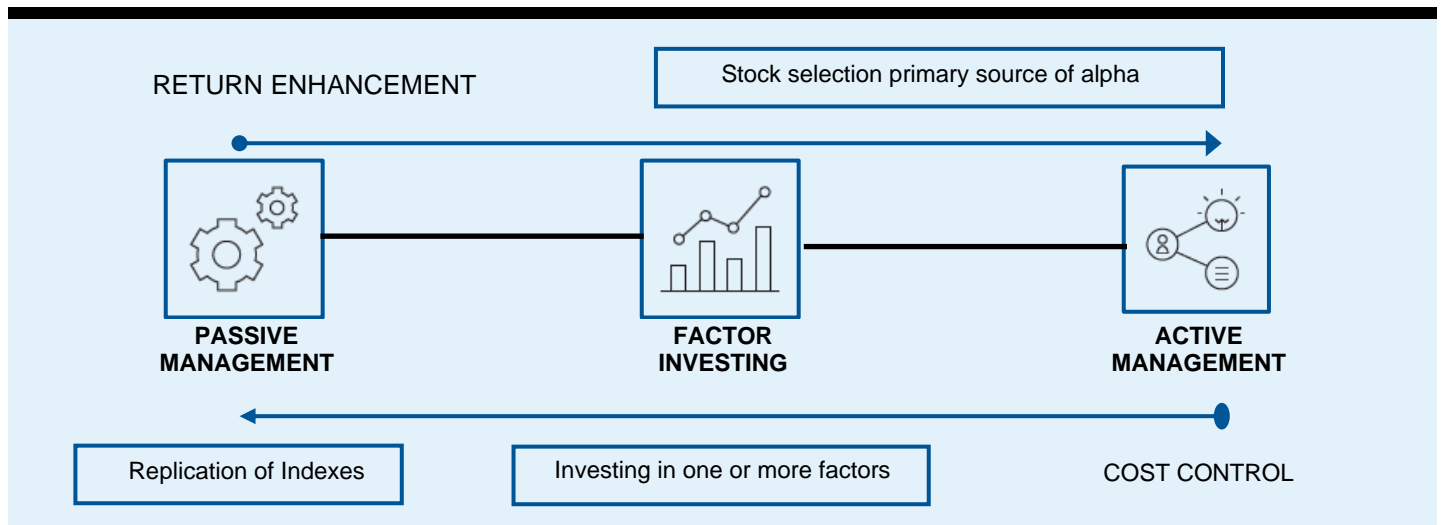 RETURN ENHANCEMENT
Stock selection primary source of alpha
PASSIVE
MANAGEMENT
FACTOR
INVESTING
ACTIVE
MANAGEMENT
Replication of Indexes
Investing in one or more factors
COST CONTROL